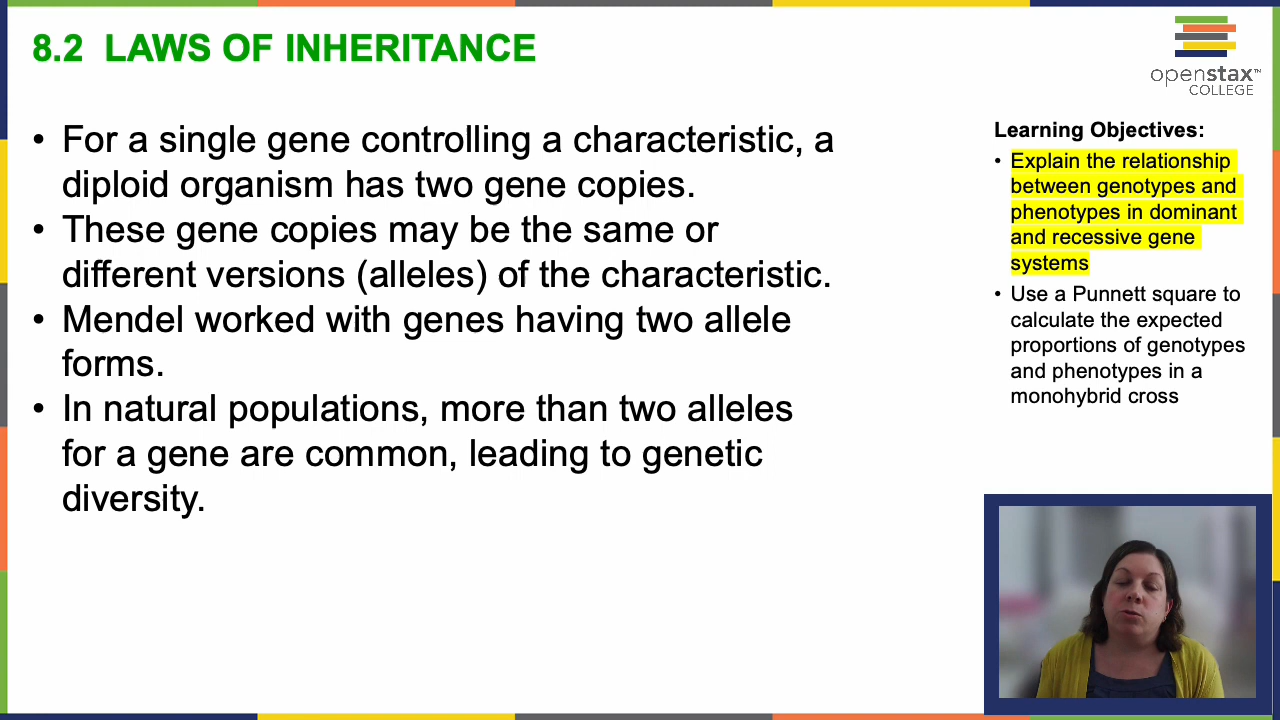 8.2 LAWS OF INHERITANCE
openstax™
COLLEGE
• For a single gene controlling a characteristic, a
diploid organism has two gene copies.
• These gene copies may be the same or
different versions (alleles) of the characteristic.
• Mendel worked with genes having two allele
forms.
• In natural populations, more than two alleles
for a gene are common, leading to genetic
diversity.
Learning Objectives:
• Explain the relationship
between genotypes and
phenotypes in dominant
and recessive gene
systems
• Use a Punnett square to
calculate the expected
proportions of genotypes
and phenotypes in a
monohybrid cross